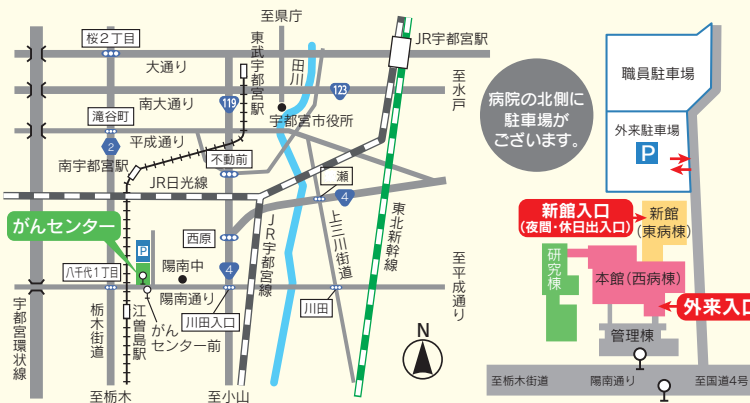 至県庁
桜2丁目
大通り
東武宇都宮駅
田川
JR宇都宮駅
南大通り
119
123
至水戸
滝谷町
宇都宮市役所
平成通り
2
南宇都宮駅
不動前
JR日光線
一ノ瀬
4
がんセンター
P
西原
JR宇都宮線
上三川街道
東北新幹線
八千代1丁目
陽南中
4
至平成通り
陽南通り
川田入口
川田
宇都宮環状線
栃木街道
江曽島駅
がん
センター前
N
至栃木
至小山
病院の北側に
駐車場が
ございます。
職員駐車場
外来駐車場
P
新館入口
(夜間・休日出入口)
新館
(東病棟)
研究棟
本館(西病棟)
外来入口
管理棟
至栃木街道
陽南通り
至国道4号